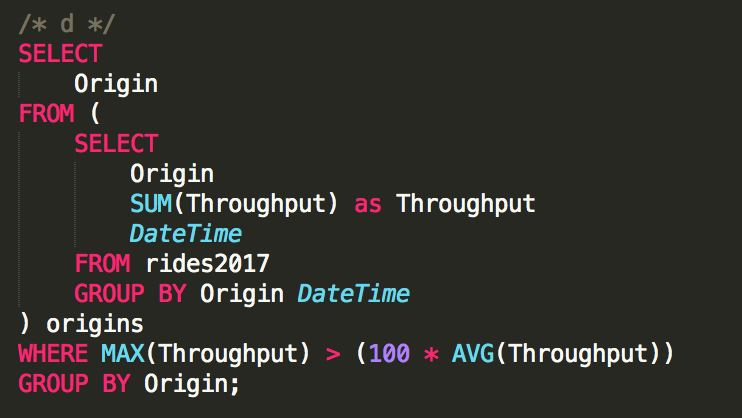 /* d */
SELECT
Origin
FROM (
SELECT
Origin
SUM(Throughput) as Throughput
DateTime
FROM rides2017
GROUP BY Origin DateTime
) origins
WHERE MAX(Throughput) > (100 * AVG(Throughput))
GROUP BY Origin;